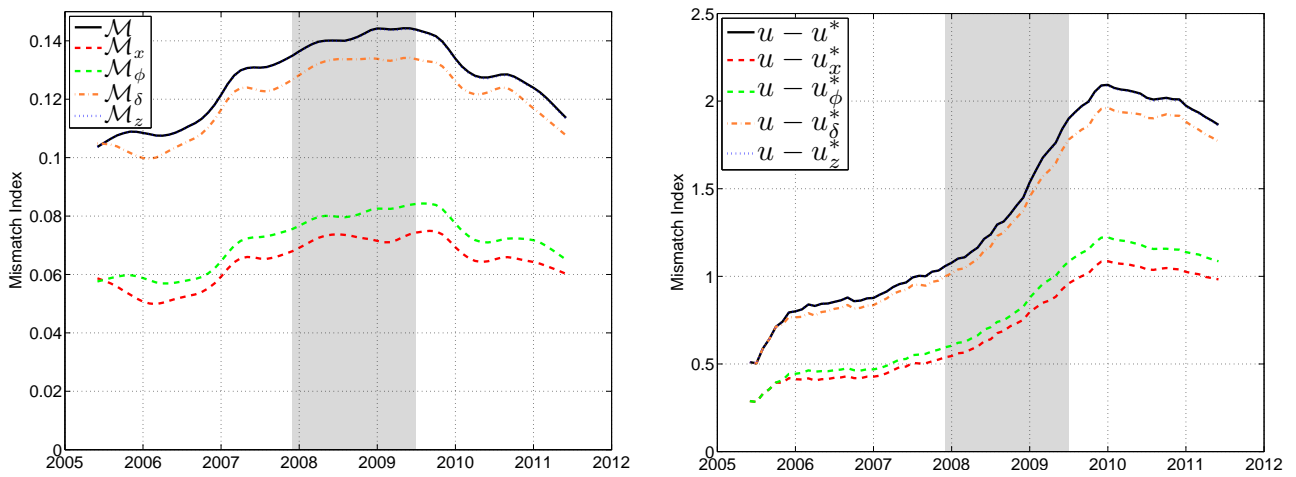 0.14
0.12
0.1
0.08
0.06
0.04
0.02
0
Mismatch Index
2005 2006 2007 2008 2009 2010 2011 2012
ℳ
ℳₓ
ℳ_ϕ
ℳ_δ
ℳ_z
2.5
2
1.5
1
0.5
0
Mismatch Index
2005 2006 2007 2008 2009 2010 2011 2012
u − u*
u − u*ₓ
u − u*_ϕ
u − u*_δ
u − u*_z